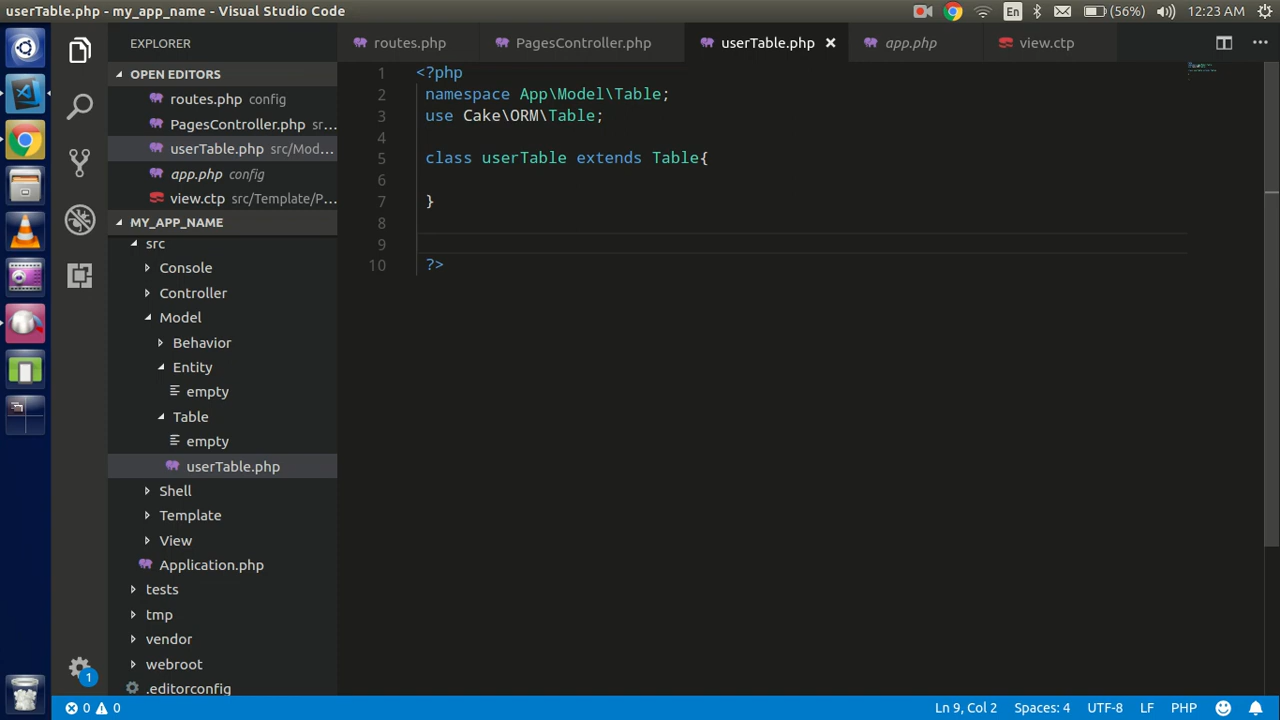 userTable.php - my_app_name - Visual Studio Code
En
(56%)
12:23 AM
EXPLORER
OPEN EDITORS
routes.php config
PagesController.php sr...
userTable.php src/Mod...
app.php config
view.ctp src/Template/P...
MY_APP_NAME
src
Console
Controller
Model
Behavior
Entity
empty
Table
empty
userTable.php
Shell
Template
View
Application.php
tests
tmp
vendor
webroot
.editorconfig
routes.php
PagesController.php
userTable.php
app.php
view.ctp
1 <?php
2 namespace App\Model\Table;
3 use Cake\ORM\Table;
4
5 class userTable extends Table{
6
7 }
8
9
10 ?>
1
0 0
Ln 9, Col 2
Spaces: 4
UTF-8
LF
PHP